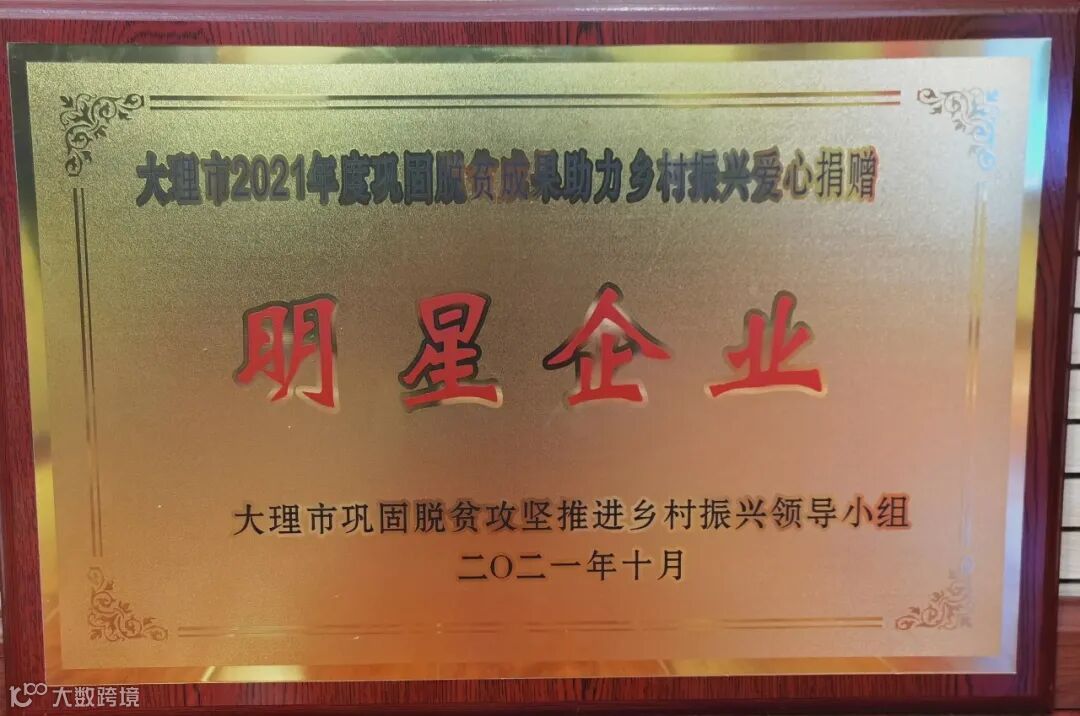 大理市2021年度巩固脱贫成果助力乡村振兴爱心捐赠
明星企业
大理市巩固脱贫攻坚推进乡村振兴领导小组
二〇二一年十月
大数跨境